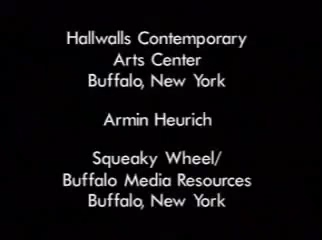 Hallwalls Contemporary
Arts Center
Buffalo, New York
Armin Heurich
Squeaky Wheel/
Buffalo Media Resources
Buffalo, New York